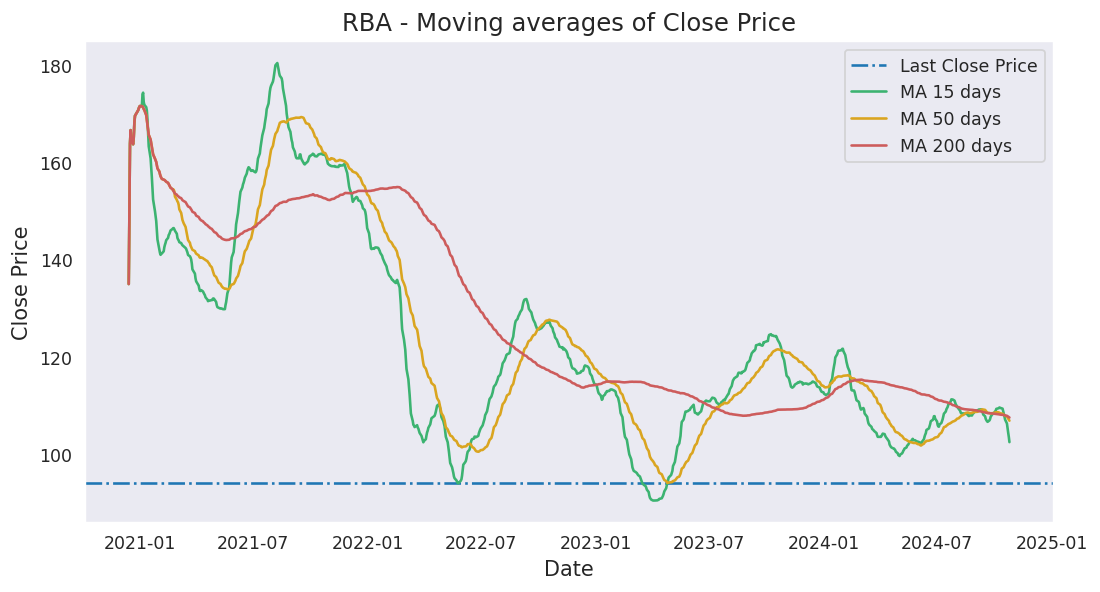 RBA - Moving averages of Close Price
Last Close Price
MA 15 days
MA 50 days
MA 200 days
Close Price
180
160
140
120
100
2021-01 2021-07 2022-01 2022-07 2023-01 2023-07 2024-01 2024-07 2025-01
Date